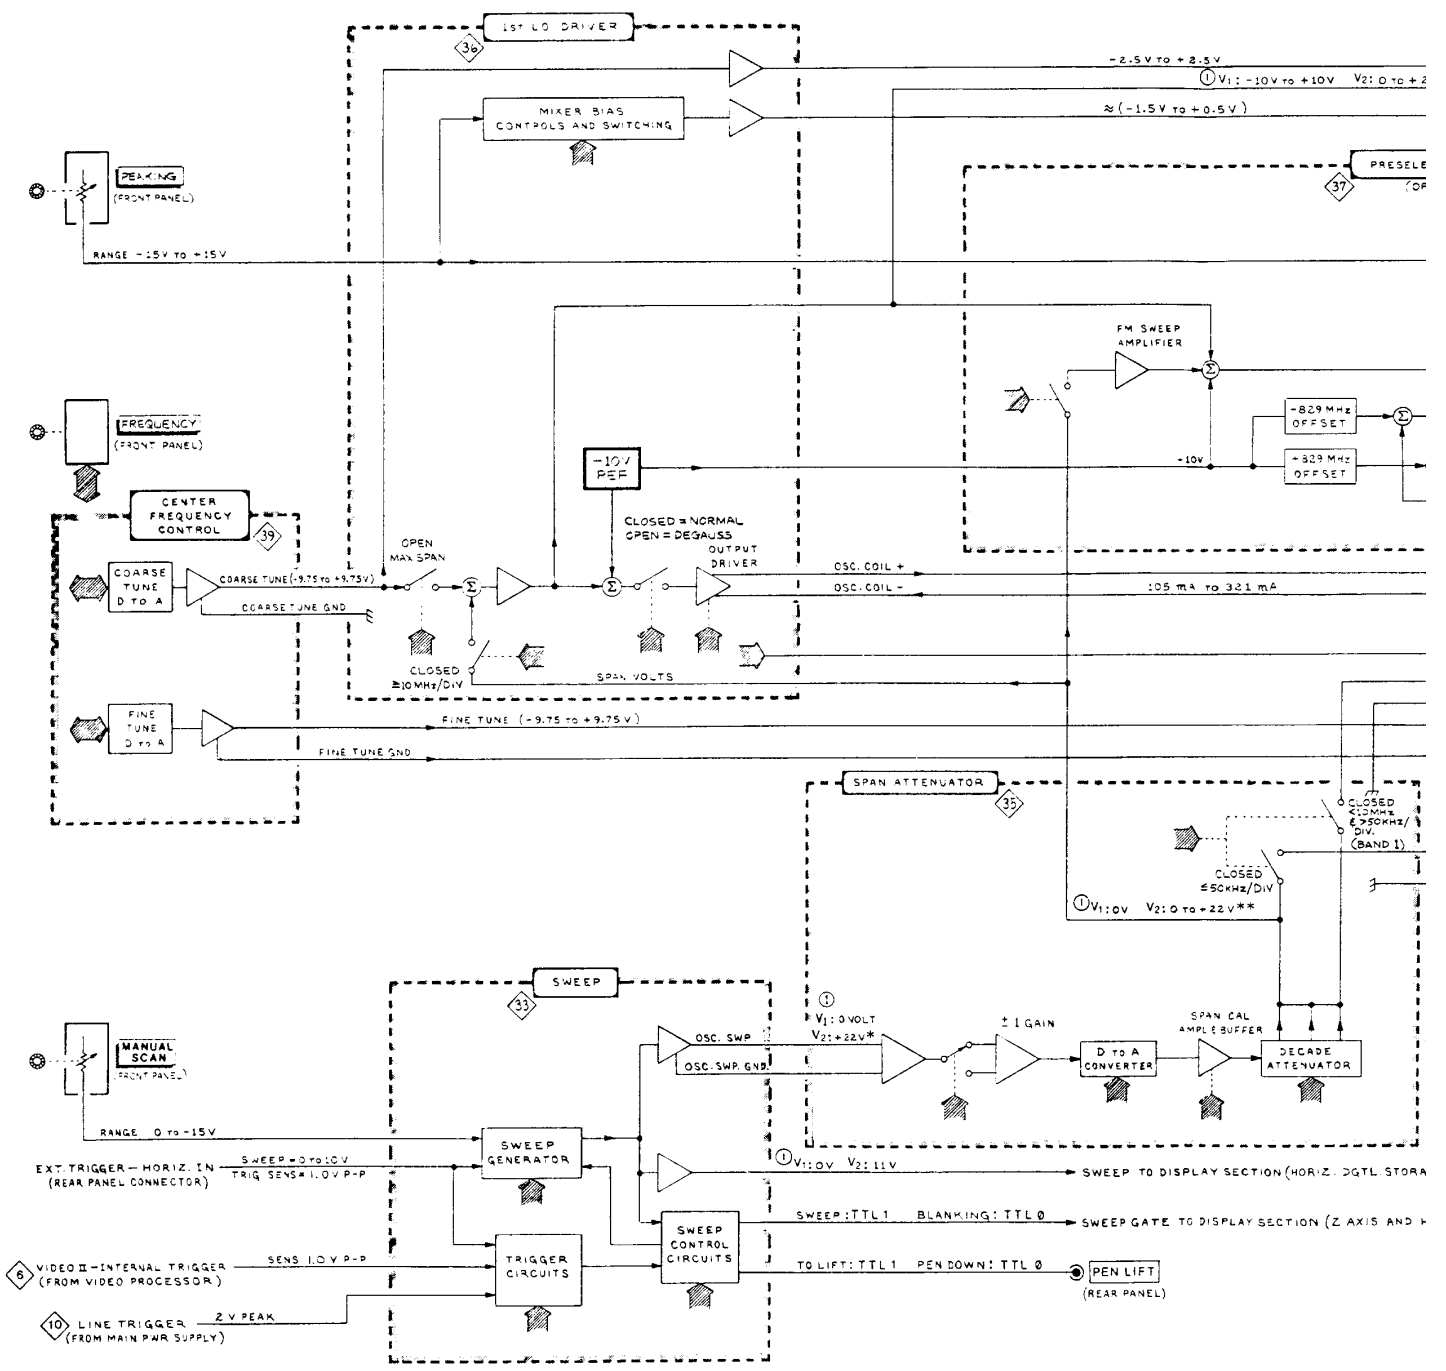 1st LO DRIVER
36
-2.5V TO +2.5V
① V1: -10V TO +10V V2: 0 TO +2
MIXER BIAS
CONTROLS AND SWITCHING
≈(-1.5V TO +0.5V)
PRESELE
37
PEAKING
(FRONT PANEL)
RANGE -15V TO +15V
FM SWEEP
AMPLIFIER
Σ
FREQUENCY
(FRONT PANEL)
-829 MHz
OFFSET
Σ
-10V
REF
-10V
+829 MHz
OFFSET
CENTER
FREQUENCY
CONTROL
39
CLOSED = NORMAL
OPEN = DEGAUSS
OPEN
MAX SPAN
OUTPUT
DRIVER
COARSE
TUNE
D TO A
COARSE TUNE (-9.75 TO +9.75V)
COARSE TUNE GND
Σ
Σ
OSC. COIL +
OSC. COIL -
105 mA TO 321 mA
CLOSED
≥10MHz/DIV
SPAN VOLTS
FINE
TUNE
D TO A
FINE TUNE (-9.75 TO +9.75V)
FINE TUNE GND
SPAN ATTENUATOR
35
CLOSED
<10MHz
& >50KHz/
DIV.
(BAND 1)
CLOSED
≤50KHz/DIV
① V1: 0V V2: 0 TO +22V**
SWEEP
33
①
V1: 0 VOLT
V2: +22V*
± 1 GAIN
SPAN CAL
AMPL & BUFFER
MANUAL
SCAN
(FRONT PANEL)
OSC. SWP
OSC. SWP. GND.
D TO A
CONVERTER
DECADE
ATTENUATOR
RANGE 0 TO -15V
SWEEP
GENERATOR
EXT. TRIGGER - HORIZ. IN
(REAR PANEL CONNECTOR)
SWEEP = 0 TO 10V
TRIG SENS = 1.0V P-P
① V1: 0V V2: 11V
SWEEP TO DISPLAY SECTION (HORIZ. DGTL. STORA
SWEEP
CONTROL
CIRCUITS
SWEEP: TTL 1 BLANKING: TTL 0
SWEEP GATE TO DISPLAY SECTION (Z AXIS AND H
6 VIDEO II - INTERNAL TRIGGER
(FROM VIDEO PROCESSOR)
SENS 1.0V P-P
TRIGGER
CIRCUITS
TO LIFT: TTL 1 PEN DOWN: TTL 0
PEN LIFT
(REAR PANEL)
10 LINE TRIGGER
(FROM MAIN PWR SUPPLY)
2 V PEAK